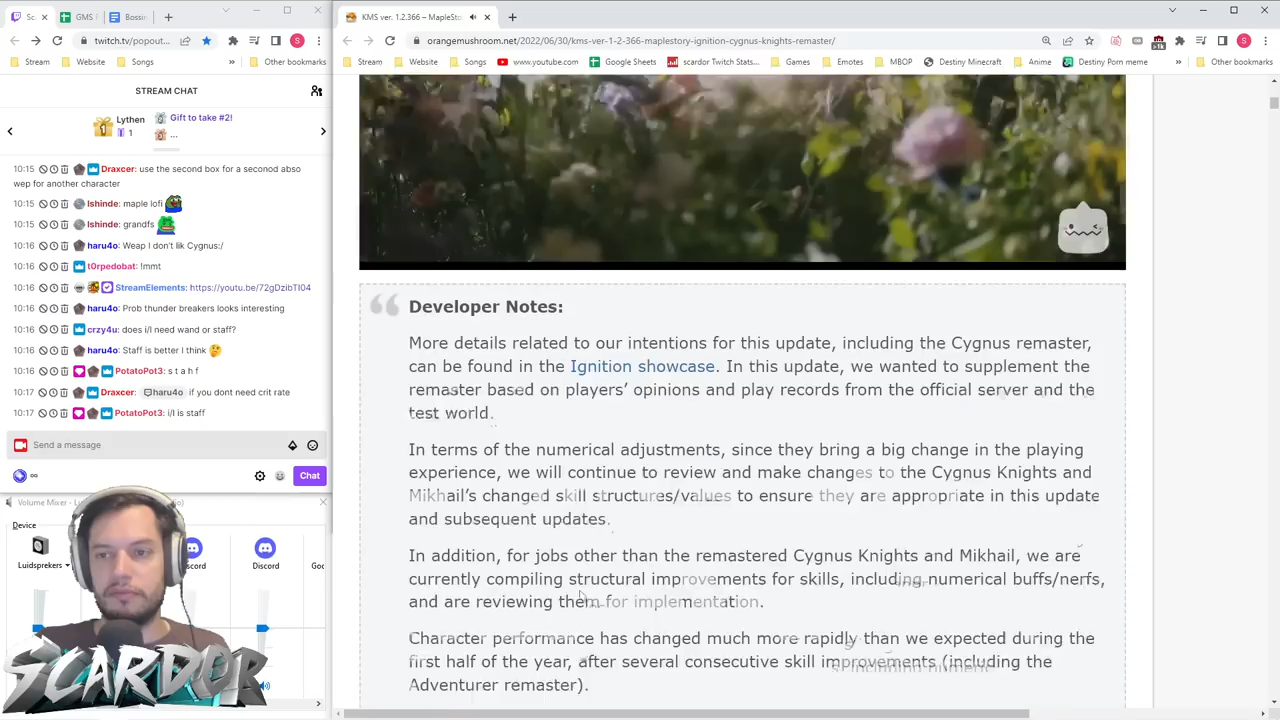 Sc
GMS
Bossi
KMS ver. 1.2.366 – MapleSto
twitch.tv/popout...
orangemushroom.net/2022/06/30/kms-ver-1-2-366-maplestory-ignition-cygnus-knights-remaster/
Stream
Website
Songs
Other bookmarks
Stream
Website
Songs
www.youtube.com
Google Sheets
scardor Twitch Stats...
Games
Emotes
MBOP
Destiny Minecraft
Anime
Destiny Porn meme
Other bookmarks
STREAM CHAT
Lythen
1
Gift to take #2!
...
10:15 Draxcer: use the second box for a second abso
wep for another character
10:15 Ishinde: maple lofi
10:15 Ishinde: grandfs
10:16 haru4o: Weap I don't lik Cygnus:/
10:16 t0rpedobat: !mmt
10:16 StreamElements: https://youtu.be/72gDzibTI04
10:16 haru4o: Prob thunder breakers looks interesting
10:16 crzy4u: does i/l need wand or staff?
10:16 haru4o: Staff is better I think
10:16 PotatoPot3: s t a h f
10:17 Draxcer: haru4o if you dont need crit rate
10:17 PotatoPot3: i/l is staff
Send a message
Chat
Volume Mixer - Lu
Device
Luidsprekers
scord
Discord
SCARDOR
Developer Notes:
More details related to our intentions for this update, including the Cygnus remaster,
can be found in the Ignition showcase. In this update, we wanted to supplement the
remaster based on players’ opinions and play records from the official server and the
test world.
In terms of the numerical adjustments, since they bring a big change in the playing
experience, we will continue to review and make changes to the Cygnus Knights and
Mikhail’s changed skill structures/values to ensure they are appropriate in this update
and subsequent updates.
In addition, for jobs other than the remastered Cygnus Knights and Mikhail, we are
currently compiling structural improvements for skills, including numerical buffs/nerfs,
and are reviewing them for implementation.
Character performance has changed much more rapidly than we expected during the
first half of the year, after several consecutive skill improvements (including the
Adventurer remaster).